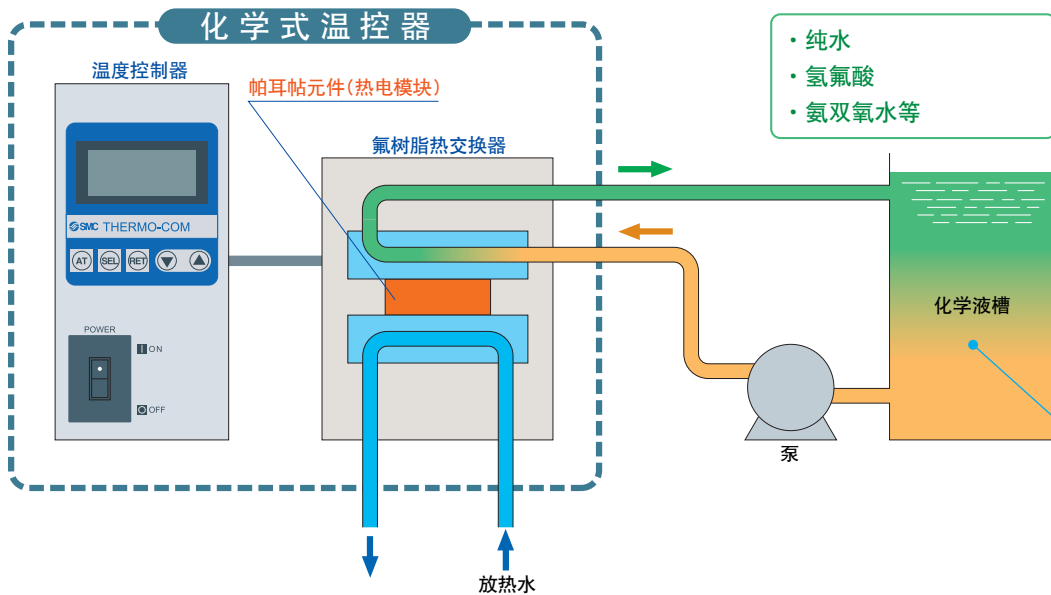 化学式温控器
温度控制器
帕耳帖元件(热电模块)
氟树脂热交换器
SMC THERMO-COM
AT SEL RET
POWER
ON
OFF
・纯水
・氢氟酸
・氨双氧水等
化学液槽
泵
放热水